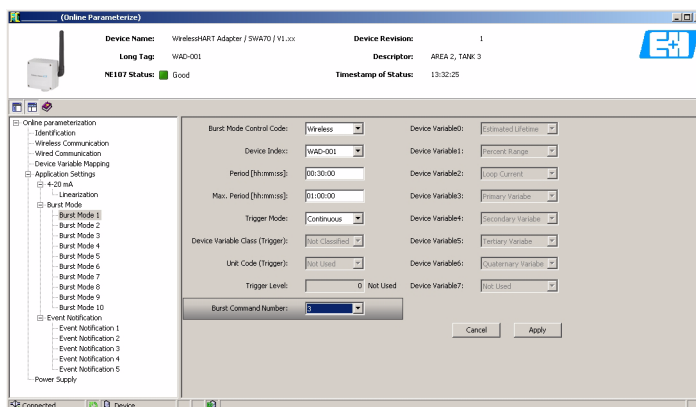 (Online Parameterize)
Device Name: WirelessHART Adapter / SWA70 / V1.xx Device Revision: 1
Long Tag: WAD-001 Descriptor: AREA 2, TANK 3
NE107 Status: Good Timestamp of Status: 13:32:25
E+H
Online parameterization
Identification
Wireless Communication
Wired Communication
Device Variable Mapping
Application Settings
4-20 mA
Linearization
Burst Mode
Burst Mode 1
Burst Mode 2
Burst Mode 3
Burst Mode 4
Burst Mode 5
Burst Mode 6
Burst Mode 7
Burst Mode 8
Burst Mode 9
Burst Mode 10
Event Notification
Event Notification 1
Event Notification 2
Event Notification 3
Event Notification 4
Event Notification 5
Power Supply
Burst Mode Control Code: Wireless Device Variable0: Estimated Lifetime
Device Index: WAD-001 Device Variable1: Percent Range
Period [hh:mm:ss]: 00:30:00 Device Variable2: Loop Current
Max. Period [hh:mm:ss]: 01:00:00 Device Variable3: Primary Variabe
Trigger Mode: Continuous Device Variable4: Secondary Variabe
Device Variable Class (Trigger): Not Classified Device Variable5: Tertiary Variabe
Unit Code (Trigger): Not Used Device Variable6: Quaternary Variabe
Trigger Level: 0 Not Used Device Variable7: Not Used
Burst Command Number: 3
Cancel Apply
Connected Device